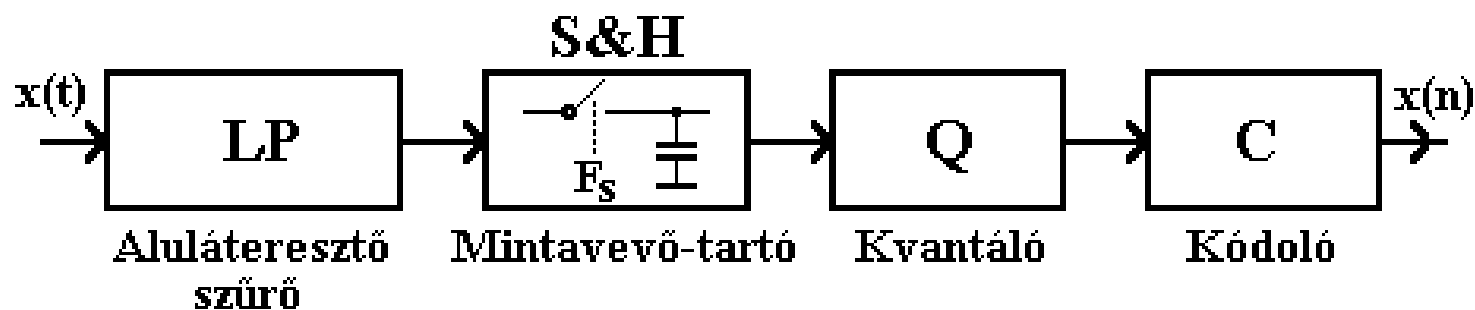 S&H
x(t)
LP
Fs
Q
C
x(n)
Aluláteresztő
szűrő
Mintavevő-tartó
Kvantáló
Kódoló